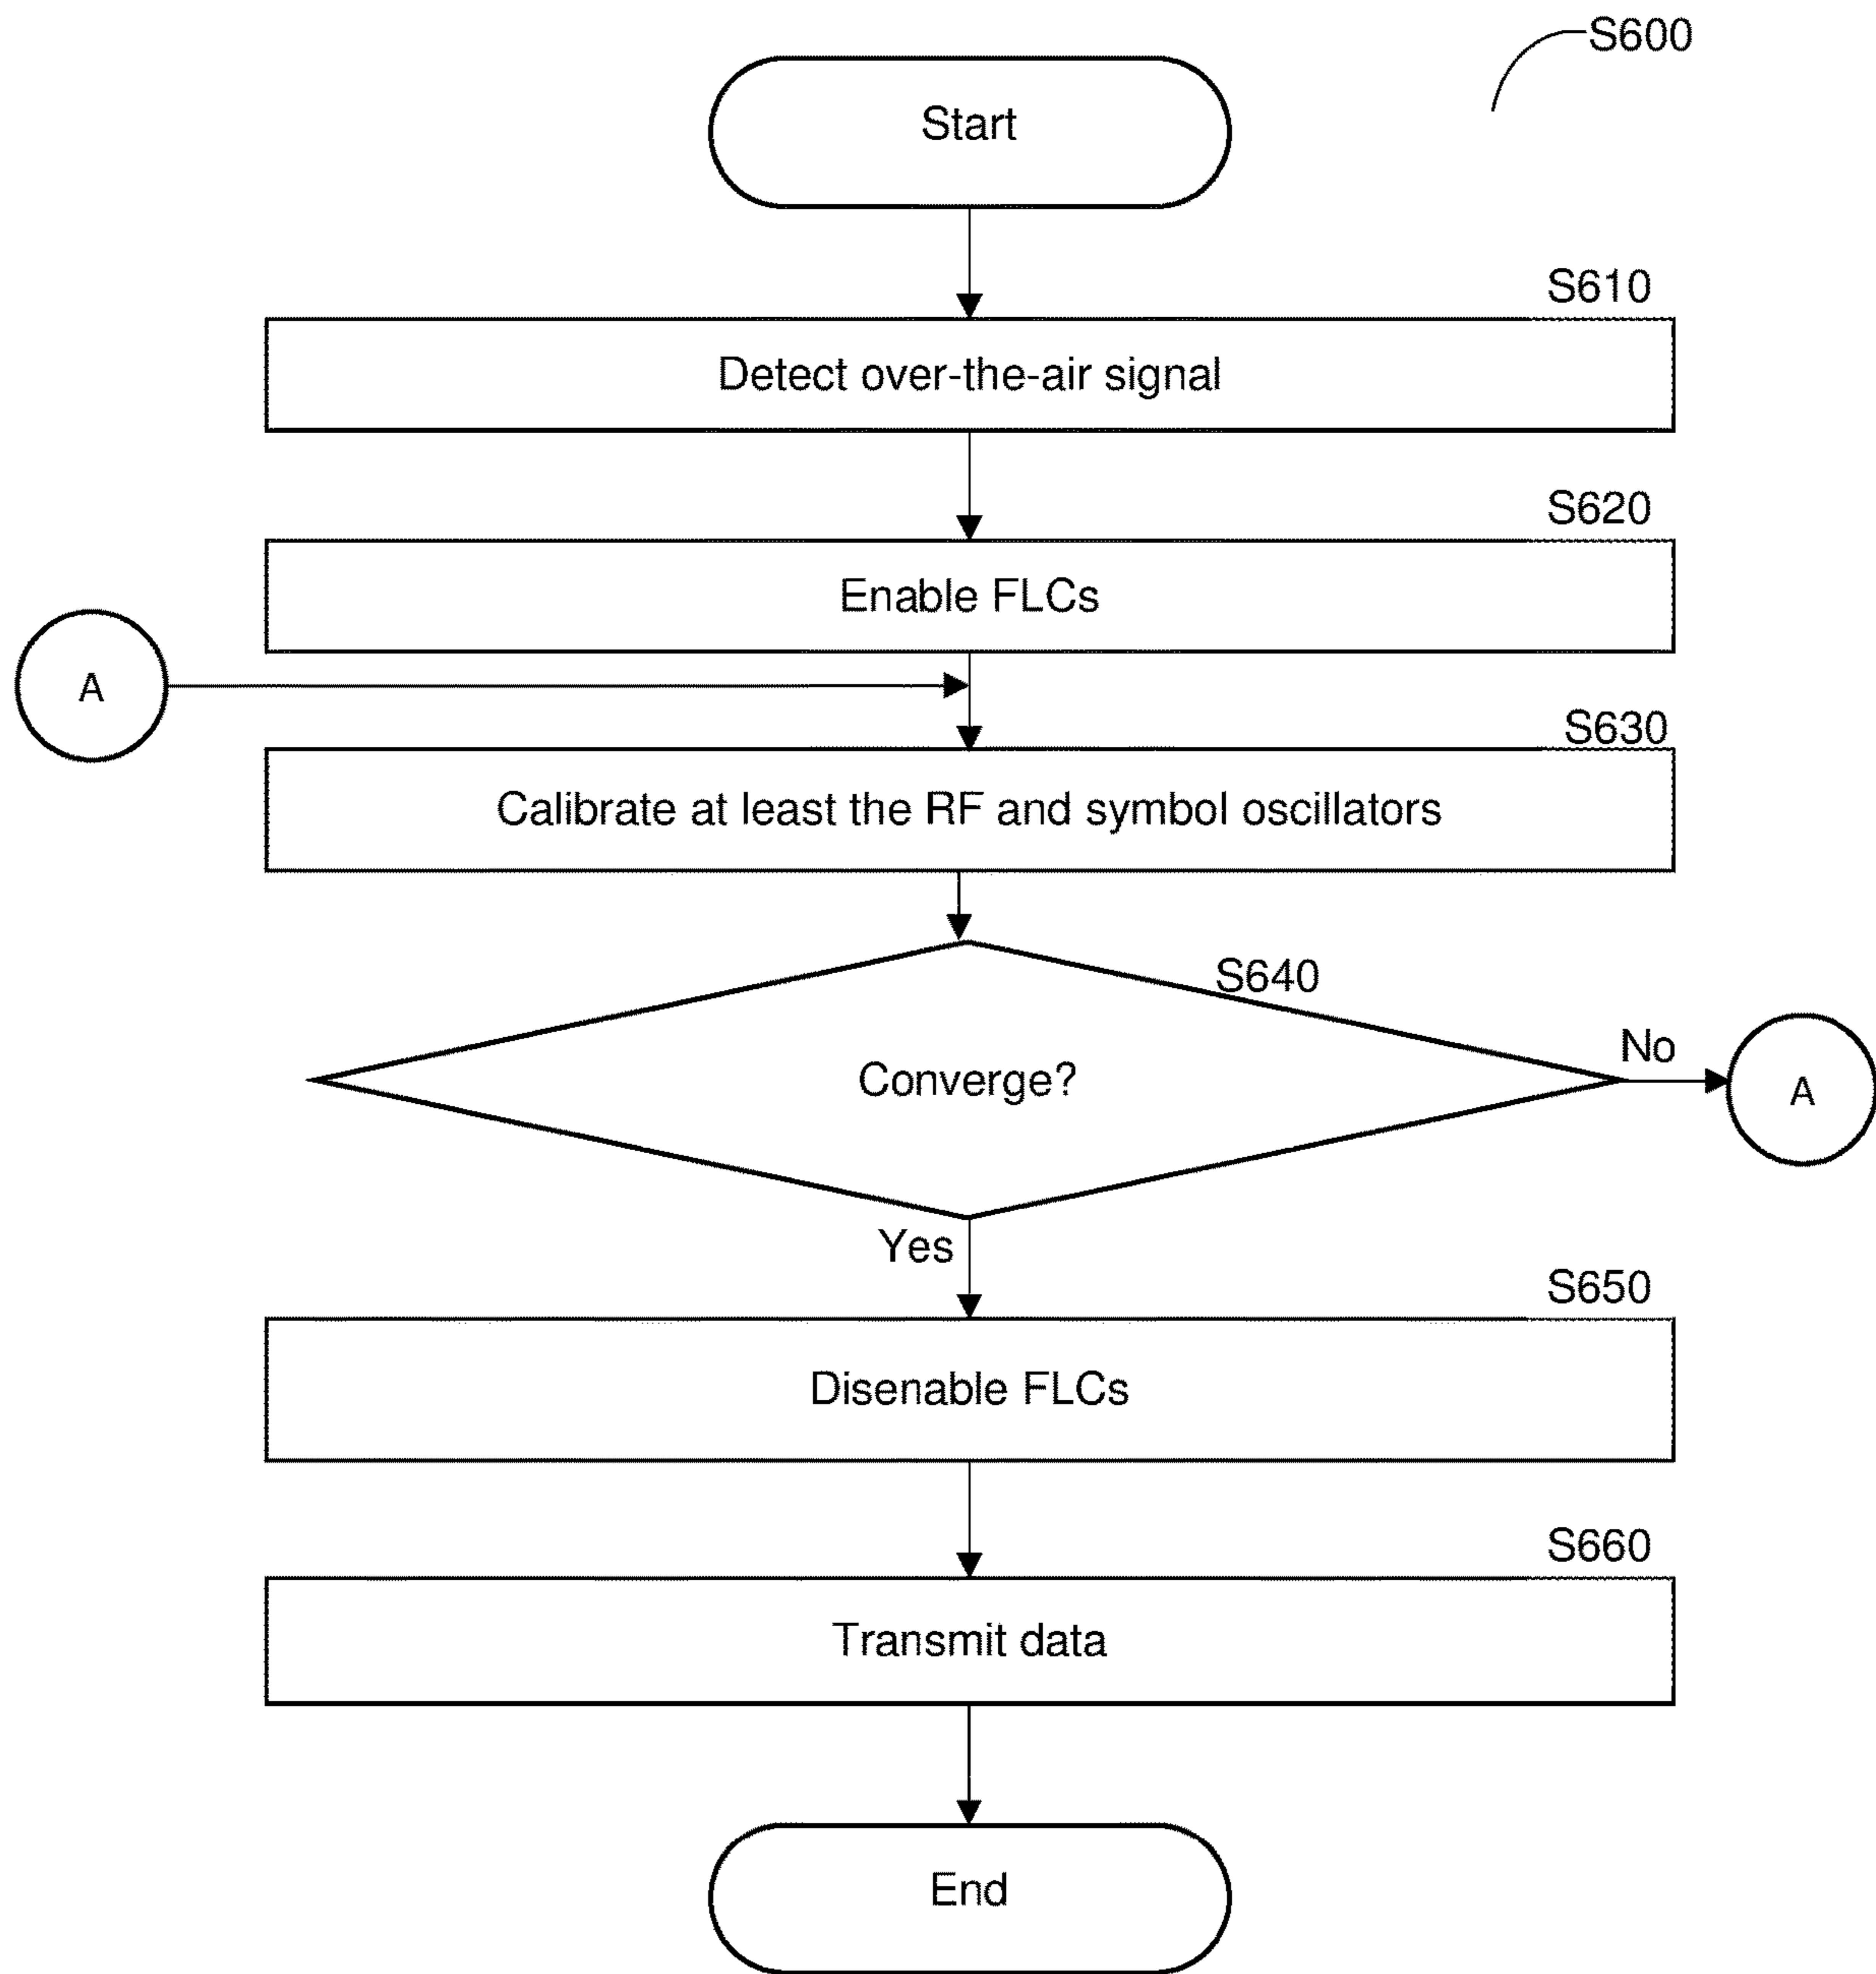 S600
Start
S610
Detect over-the-air signal
S620
Enable FLCs
A
S630
Calibrate at least the RF and symbol oscillators
S640
Converge?
No
A
Yes
S650
Disenable FLCs
S660
Transmit data
End